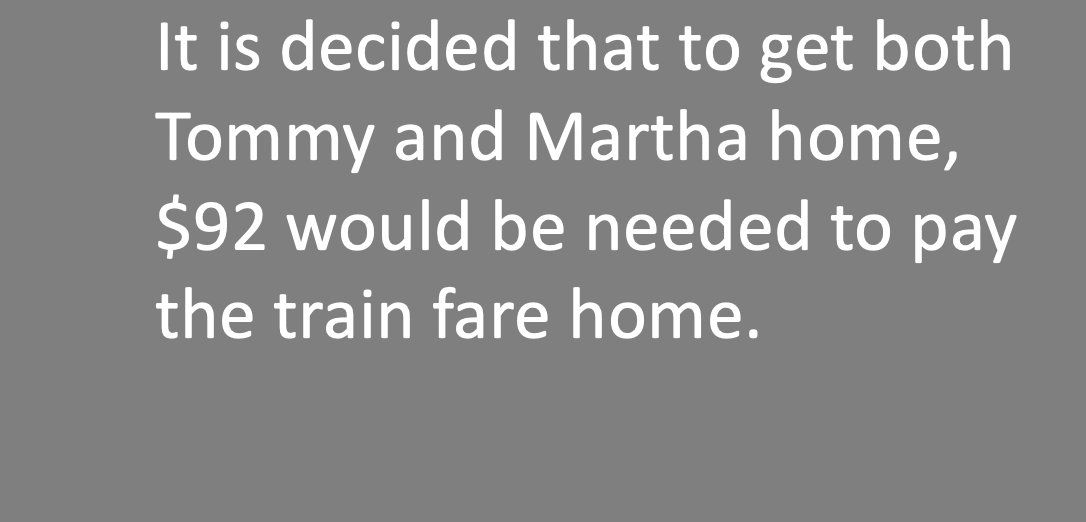 It is decided that to get both
Tommy and Martha home,
$92 would be needed to pay
the train fare home.